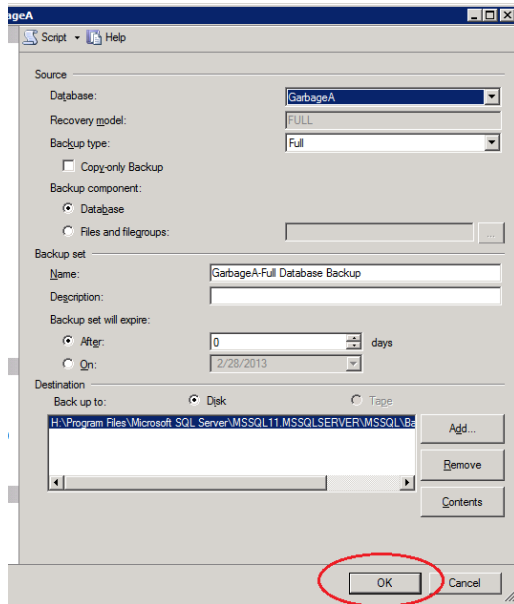 ageA
Script Help
Source
Database: GarbageA
Recovery model: FULL
Backup type: Full
Copy-only Backup
Backup component:
Database
Files and filegroups: ...
Backup set
Name: GarbageA-Full Database Backup
Description:
Backup set will expire:
After: 0 days
On: 2/28/2013
Destination
Back up to: Disk Tape
H:\Program Files\Microsoft SQL Server\MSSQL11.MSSQLSERVER\MSSQL\Ba
Add...
Remove
Contents
OK Cancel